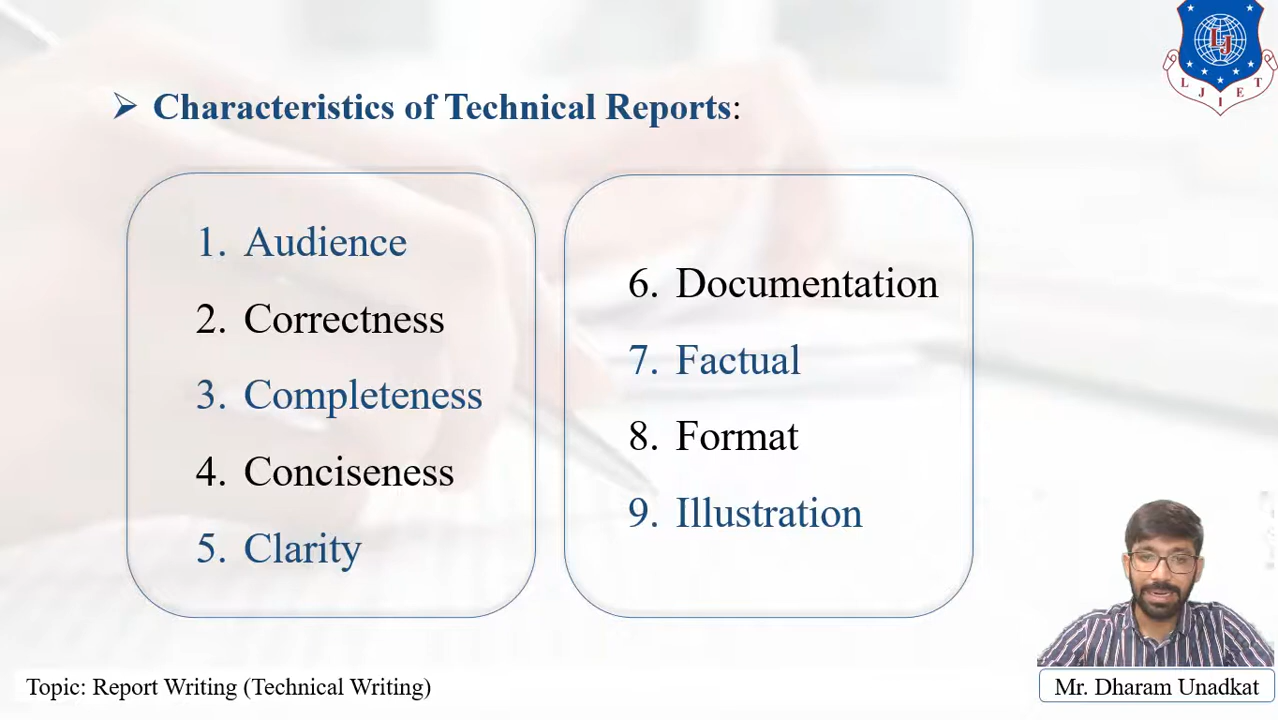 Characteristics of Technical Reports:
1. Audience
2. Correctness
3. Completeness
4. Conciseness
5. Clarity
6. Documentation
7. Factual
8. Format
9. Illustration
LJ
L J I E T
Topic: Report Writing (Technical Writing)
Mr. Dharam Unadkat